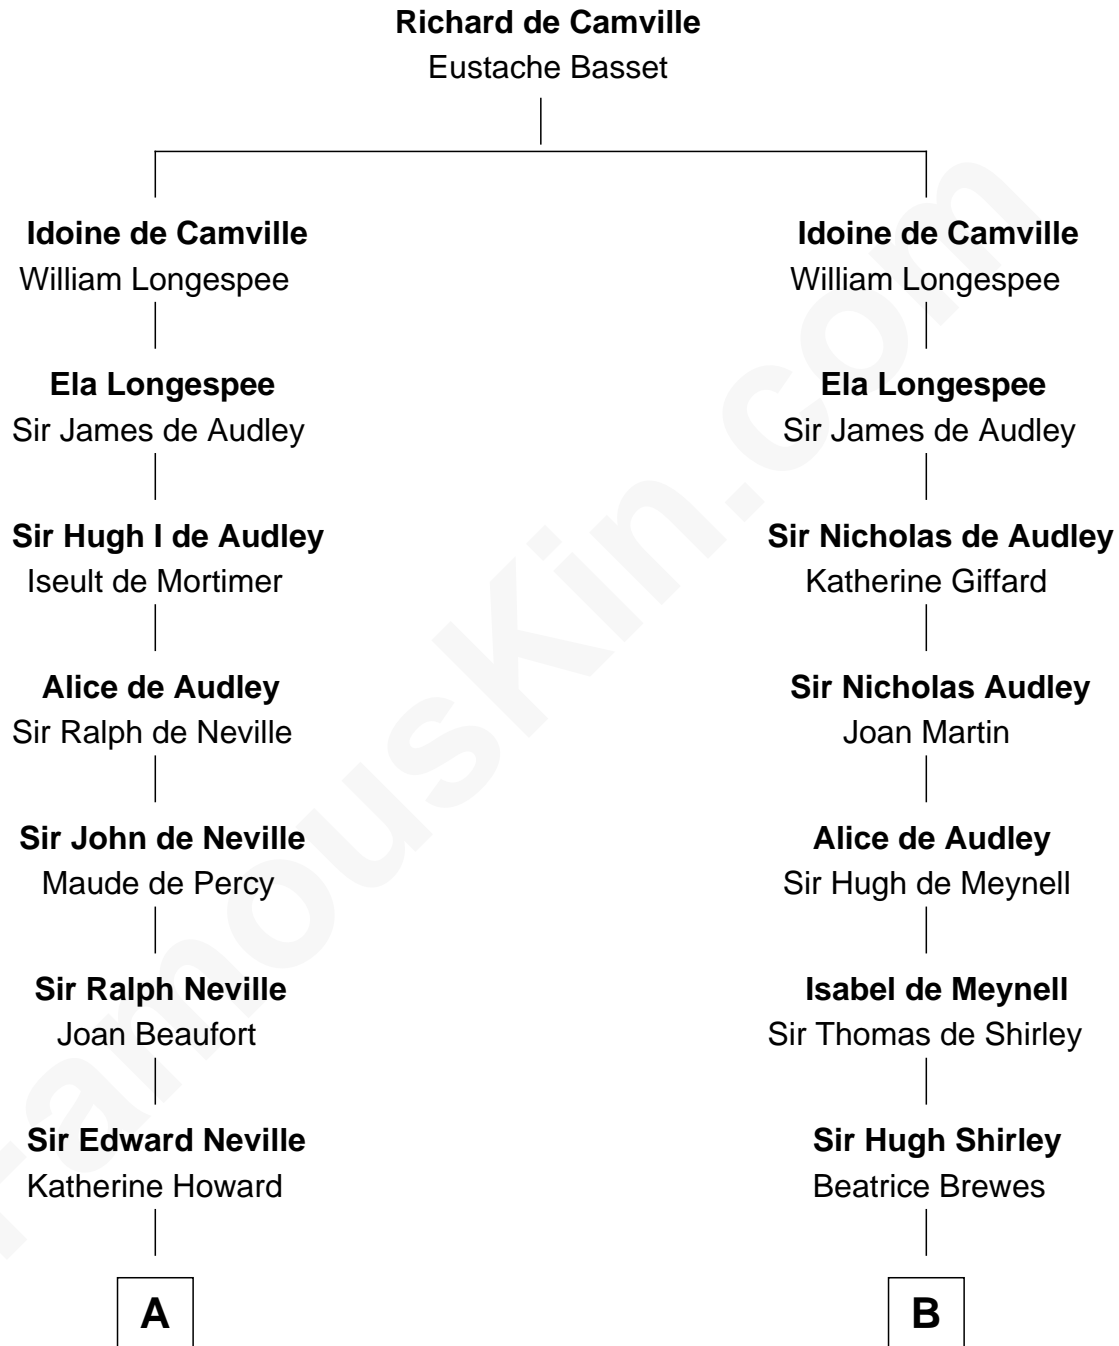 Richard de Camville
Eustache Basset
Idoine de Camville
William Longespee
Ela Longespee
Sir James de Audley
Sir Hugh I de Audley
Iseult de Mortimer
Alice de Audley
Sir Ralph de Neville
Sir John de Neville
Maude de Percy
Sir Ralph Neville
Joan Beaufort
Sir Edward Neville
Katherine Howard
A
Idoine de Camville
William Longespee
Ela Longespee
Sir James de Audley
Sir Nicholas de Audley
Katherine Giffard
Sir Nicholas Audley
Joan Martin
Alice de Audley
Sir Hugh de Meynell
Isabel de Meynell
Sir Thomas de Shirley
Sir Hugh Shirley
Beatrice Brewes
B
FamousKin.com